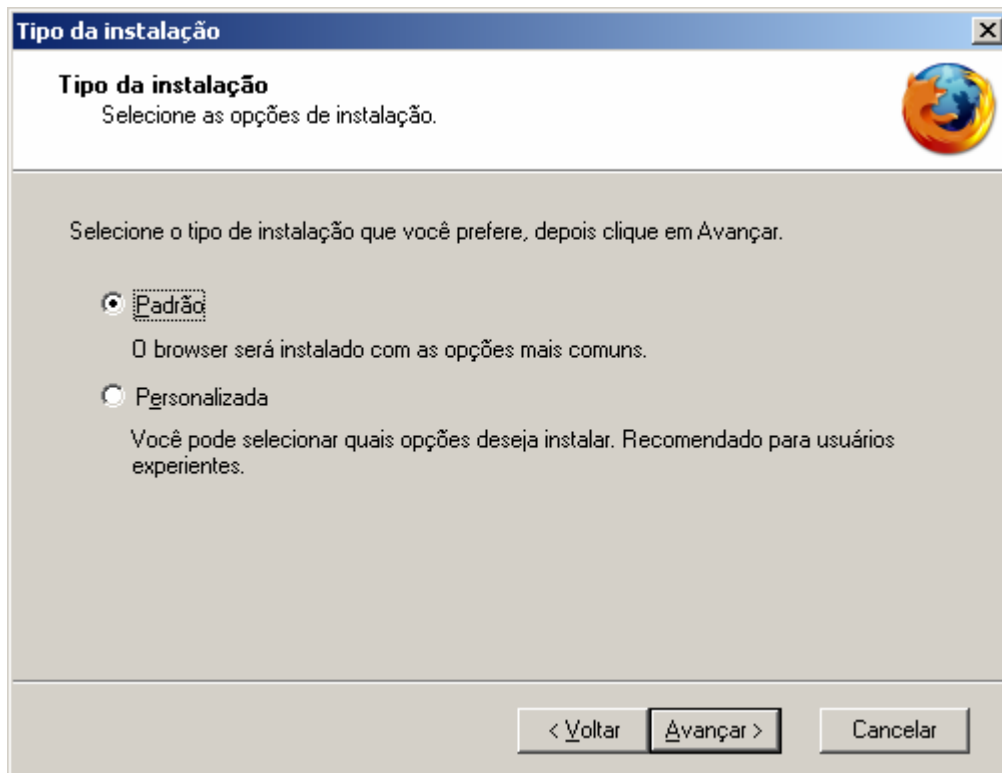 Tipo da instalação
Tipo da instalação
Selecione as opções de instalação.
Selecione o tipo de instalação que você prefere, depois clique em Avançar.
Padrão
O browser será instalado com as opções mais comuns.
Personalizada
Você pode selecionar quais opções deseja instalar. Recomendado para usuários
experientes.
< Voltar Avançar > Cancelar